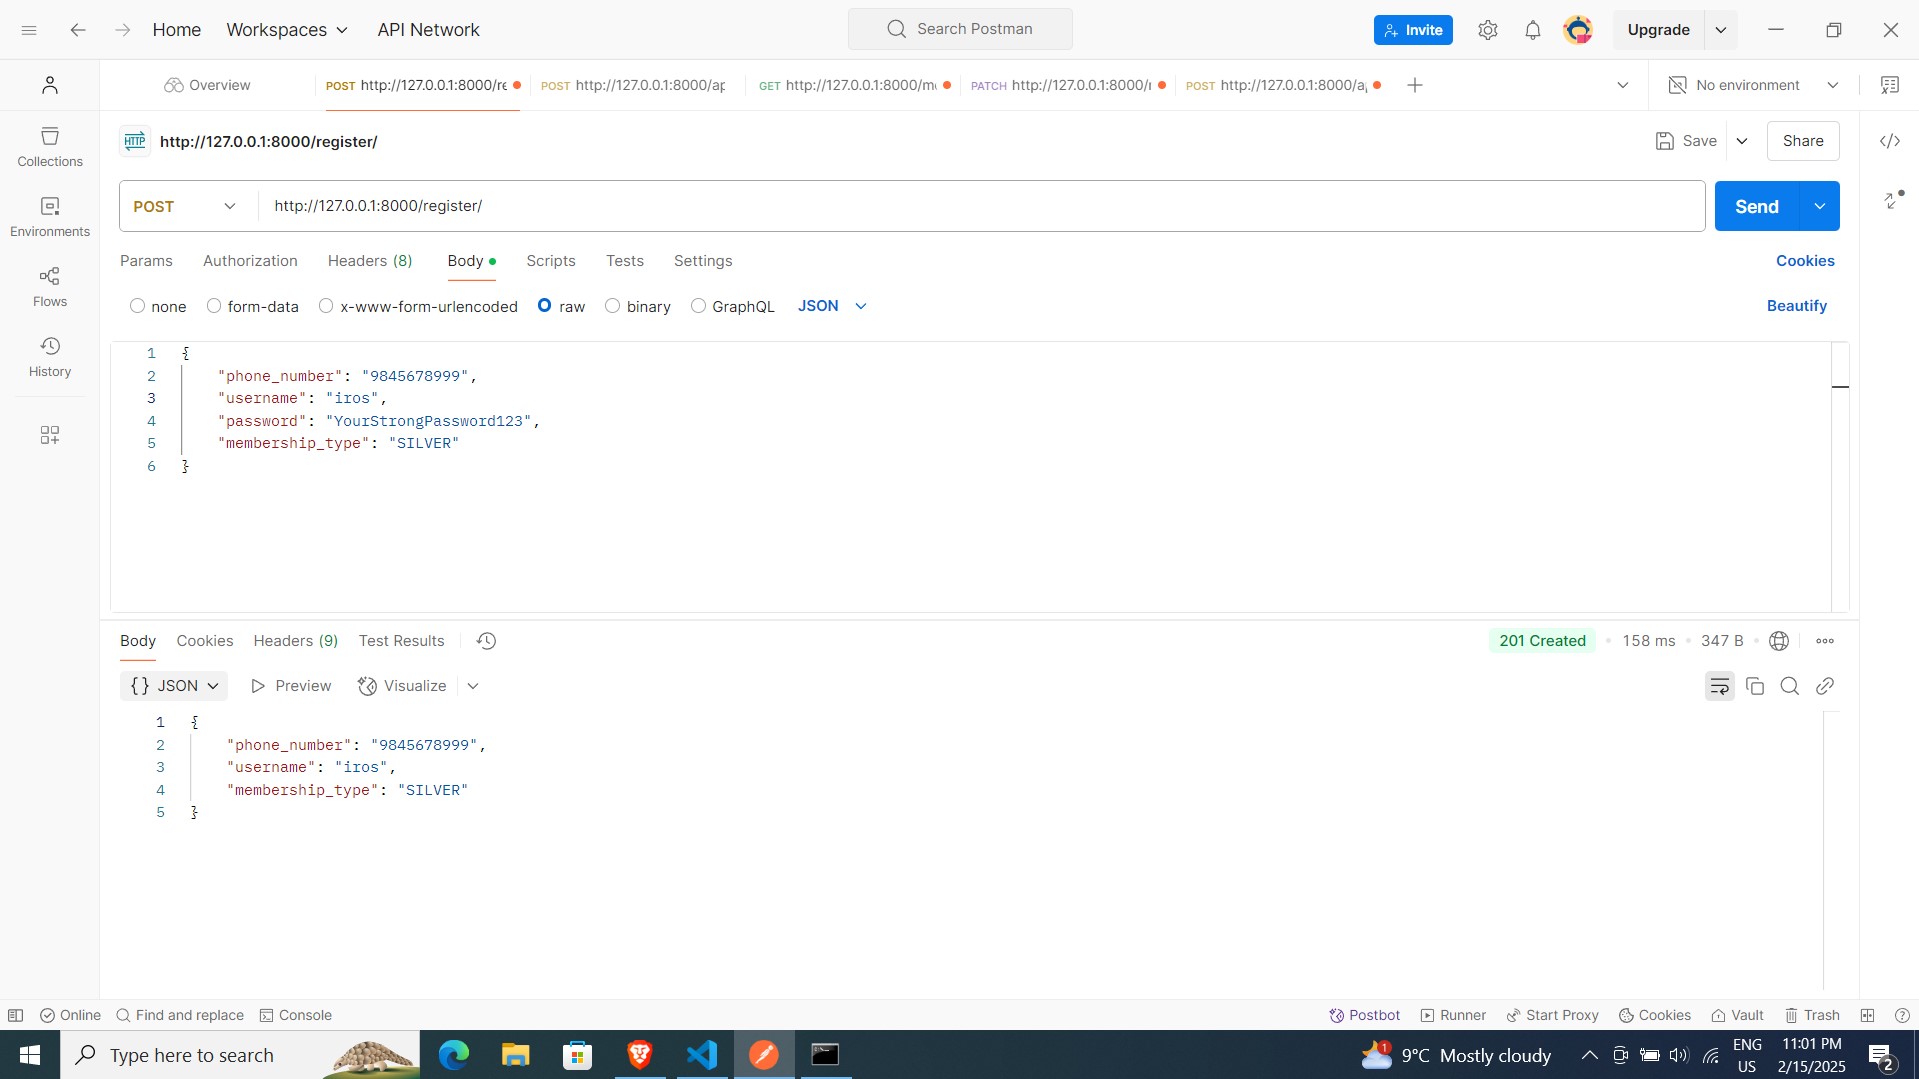 Home Workspaces API Network Search Postman Invite Upgrade
Overview POST http://127.0.0.1:8000/re POST http://127.0.0.1:8000/ap GET http://127.0.0.1:8000/m PATCH http://127.0.0.1:8000/ POST http://127.0.0.1:8000/a No environment
HTTP http://127.0.0.1:8000/register/ Save Share
Collections
POST http://127.0.0.1:8000/register/ Send
Environments
Params Authorization Headers (8) Body Scripts Tests Settings Cookies
Flows
none form-data x-www-form-urlencoded raw binary GraphQL JSON Beautify
History
1 {
2 "phone_number": "9845678999",
3 "username": "iros",
4 "password": "YourStrongPassword123",
5 "membership_type": "SILVER"
6 }
Body Cookies Headers (9) Test Results 201 Created 158 ms 347 B
{} JSON Preview Visualize
1 {
2 "phone_number": "9845678999",
3 "username": "iros",
4 "membership_type": "SILVER"
5 }
Online Find and replace Console Postbot Runner Start Proxy Cookies Vault Trash
Type here to search 1 9°C Mostly cloudy ENG US 11:01 PM 2/15/2025 2